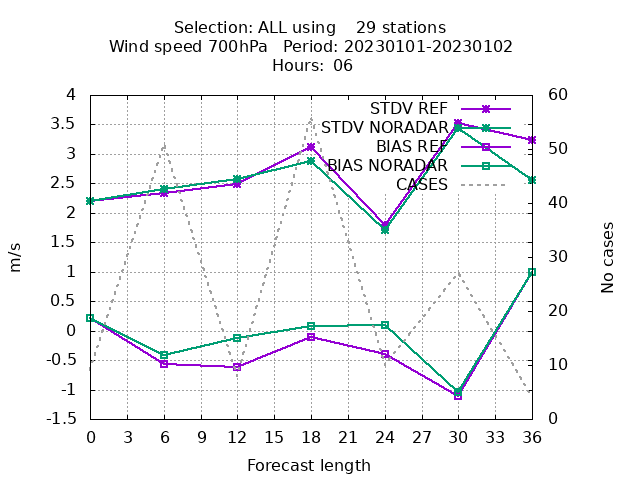 Selection: ALL using    29 stations
Wind speed 700hPa   Period: 20230101-20230102
Hours: 06
STDV REF
STDV NORADAR
BIAS REF
BIAS NORADAR
CASES
m/s
4
3.5
3
2.5
2
1.5
1
0.5
0
-0.5
-1
-1.5
60
50
40
30
20
10
0
No cases
0 3 6 9 12 15 18 21 24 27 30 33 36
Forecast length